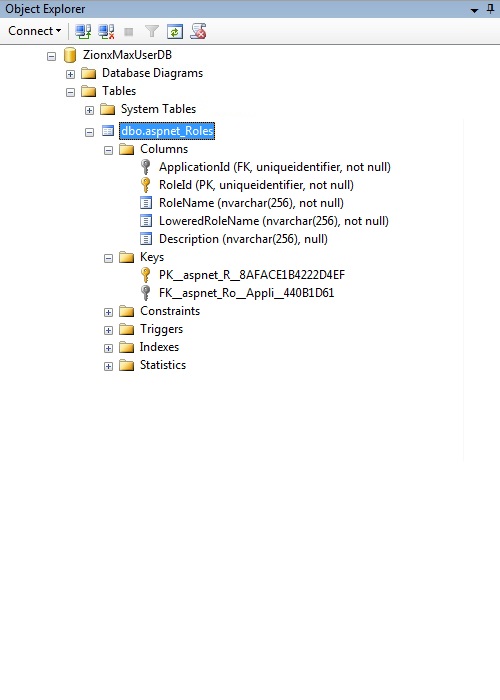 Object Explorer
Connect
ZionxMaxUserDB
Database Diagrams
Tables
System Tables
dbo.aspnet_Roles
Columns
ApplicationId (FK, uniqueidentifier, not null)
RoleId (PK, uniqueidentifier, not null)
RoleName (nvarchar(256), not null)
LoweredRoleName (nvarchar(256), not null)
Description (nvarchar(256), null)
Keys
PK__aspnet_R__8AFACE1B4222D4EF
FK__aspnet_Ro__Appli__440B1D61
Constraints
Triggers
Indexes
Statistics